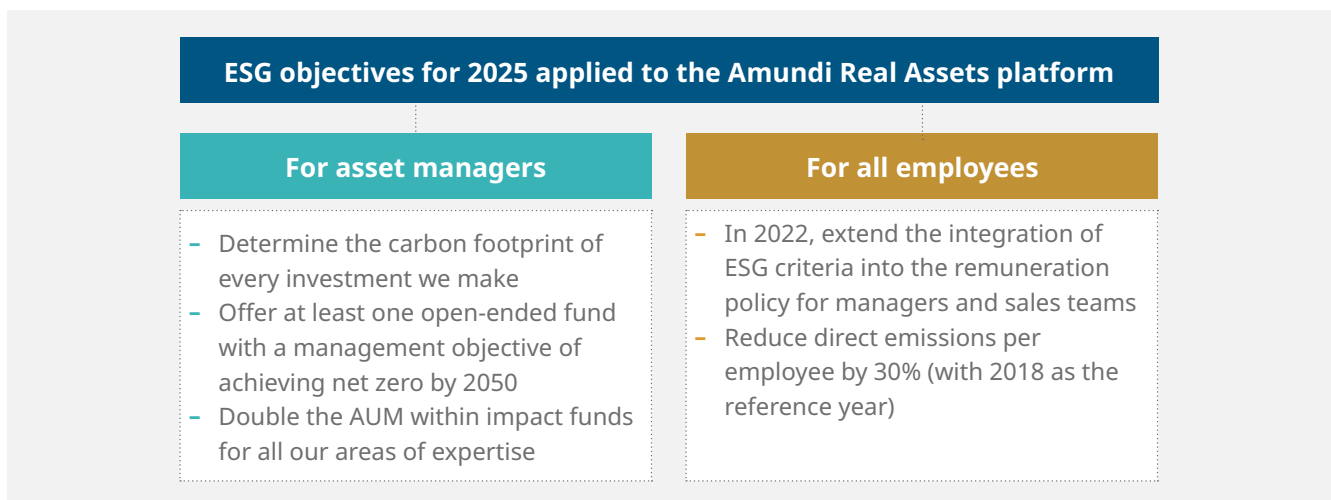 ESG objectives for 2025 applied to the Amundi Real Assets platform
For asset managers
– Determine the carbon footprint of
every investment we make
– Offer at least one open-ended fund
with a management objective of
achieving net zero by 2050
– Double the AUM within impact funds
for all our areas of expertise
For all employees
– In 2022, extend the integration of
ESG criteria into the remuneration
policy for managers and sales teams
– Reduce direct emissions per
employee by 30% (with 2018 as the
reference year)